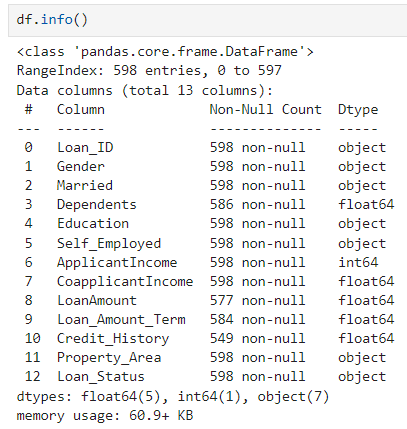 df.info()
<class 'pandas.core.frame.DataFrame'>
RangeIndex: 598 entries, 0 to 597
Data columns (total 13 columns):
 #   Column             Non-Null Count  Dtype
---  ------             --------------  -----
 0   Loan_ID            598 non-null    object
 1   Gender             598 non-null    object
 2   Married            598 non-null    object
 3   Dependents         586 non-null    float64
 4   Education          598 non-null    object
 5   Self_Employed      598 non-null    object
 6   ApplicantIncome    598 non-null    int64
 7   CoapplicantIncome  598 non-null    float64
 8   LoanAmount         577 non-null    float64
 9   Loan_Amount_Term   584 non-null    float64
 10  Credit_History     549 non-null    float64
 11  Property_Area      598 non-null    object
 12  Loan_Status        598 non-null    object
dtypes: float64(5), int64(1), object(7)
memory usage: 60.9+ KB